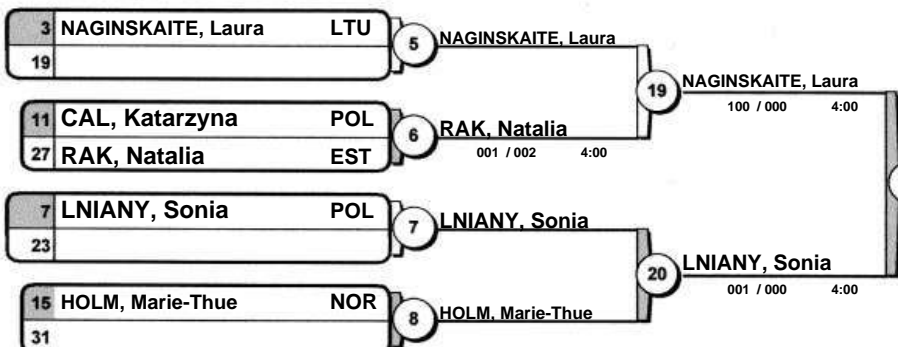 3 NAGINSKAITE, Laura LTU
19
5 NAGINSKAITE, Laura
11 CAL, Katarzyna POL
27 RAK, Natalia EST
6 RAK, Natalia
001 / 002 4:00
19 NAGINSKAITE, Laura
100 / 000 4:00
7 LNIANY, Sonia POL
23
7 LNIANY, Sonia
15 HOLM, Marie-Thue NOR
31
8 HOLM, Marie-Thue
20 LNIANY, Sonia
001 / 000 4:00